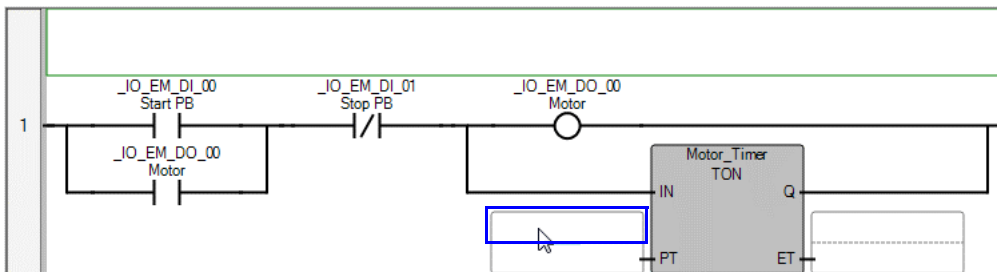 _IO_EM_DI_00
Start PB
_IO_EM_DI_01
Stop PB
_IO_EM_DO_00
Motor
1
_IO_EM_DO_00
Motor
Motor_Timer
TON
IN
Q
PT
ET